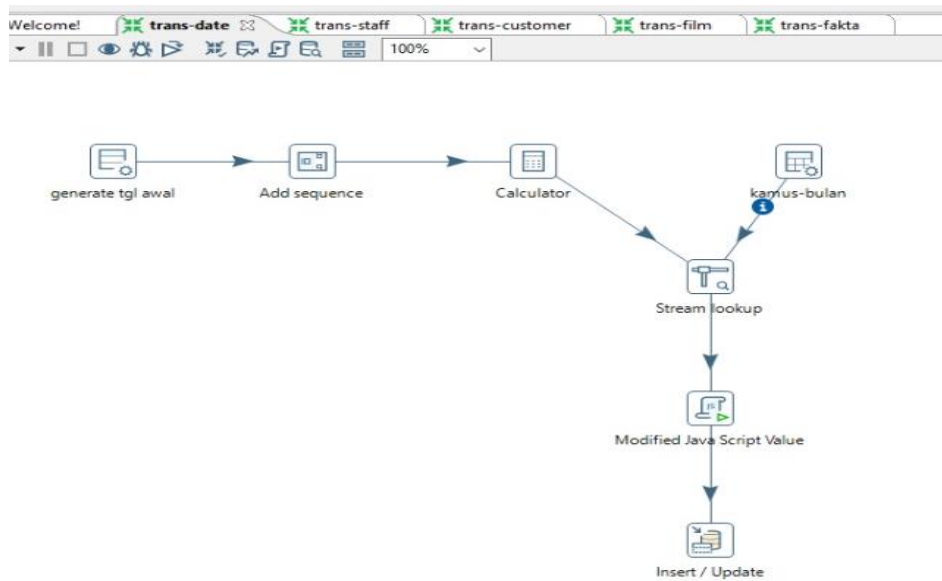 Welcome! trans-date trans-staff trans-customer trans-film trans-fakta
100%
generate tgl awal Add sequence Calculator kamus-bulan
Stream lookup
Modified Java Script Value
Insert / Update